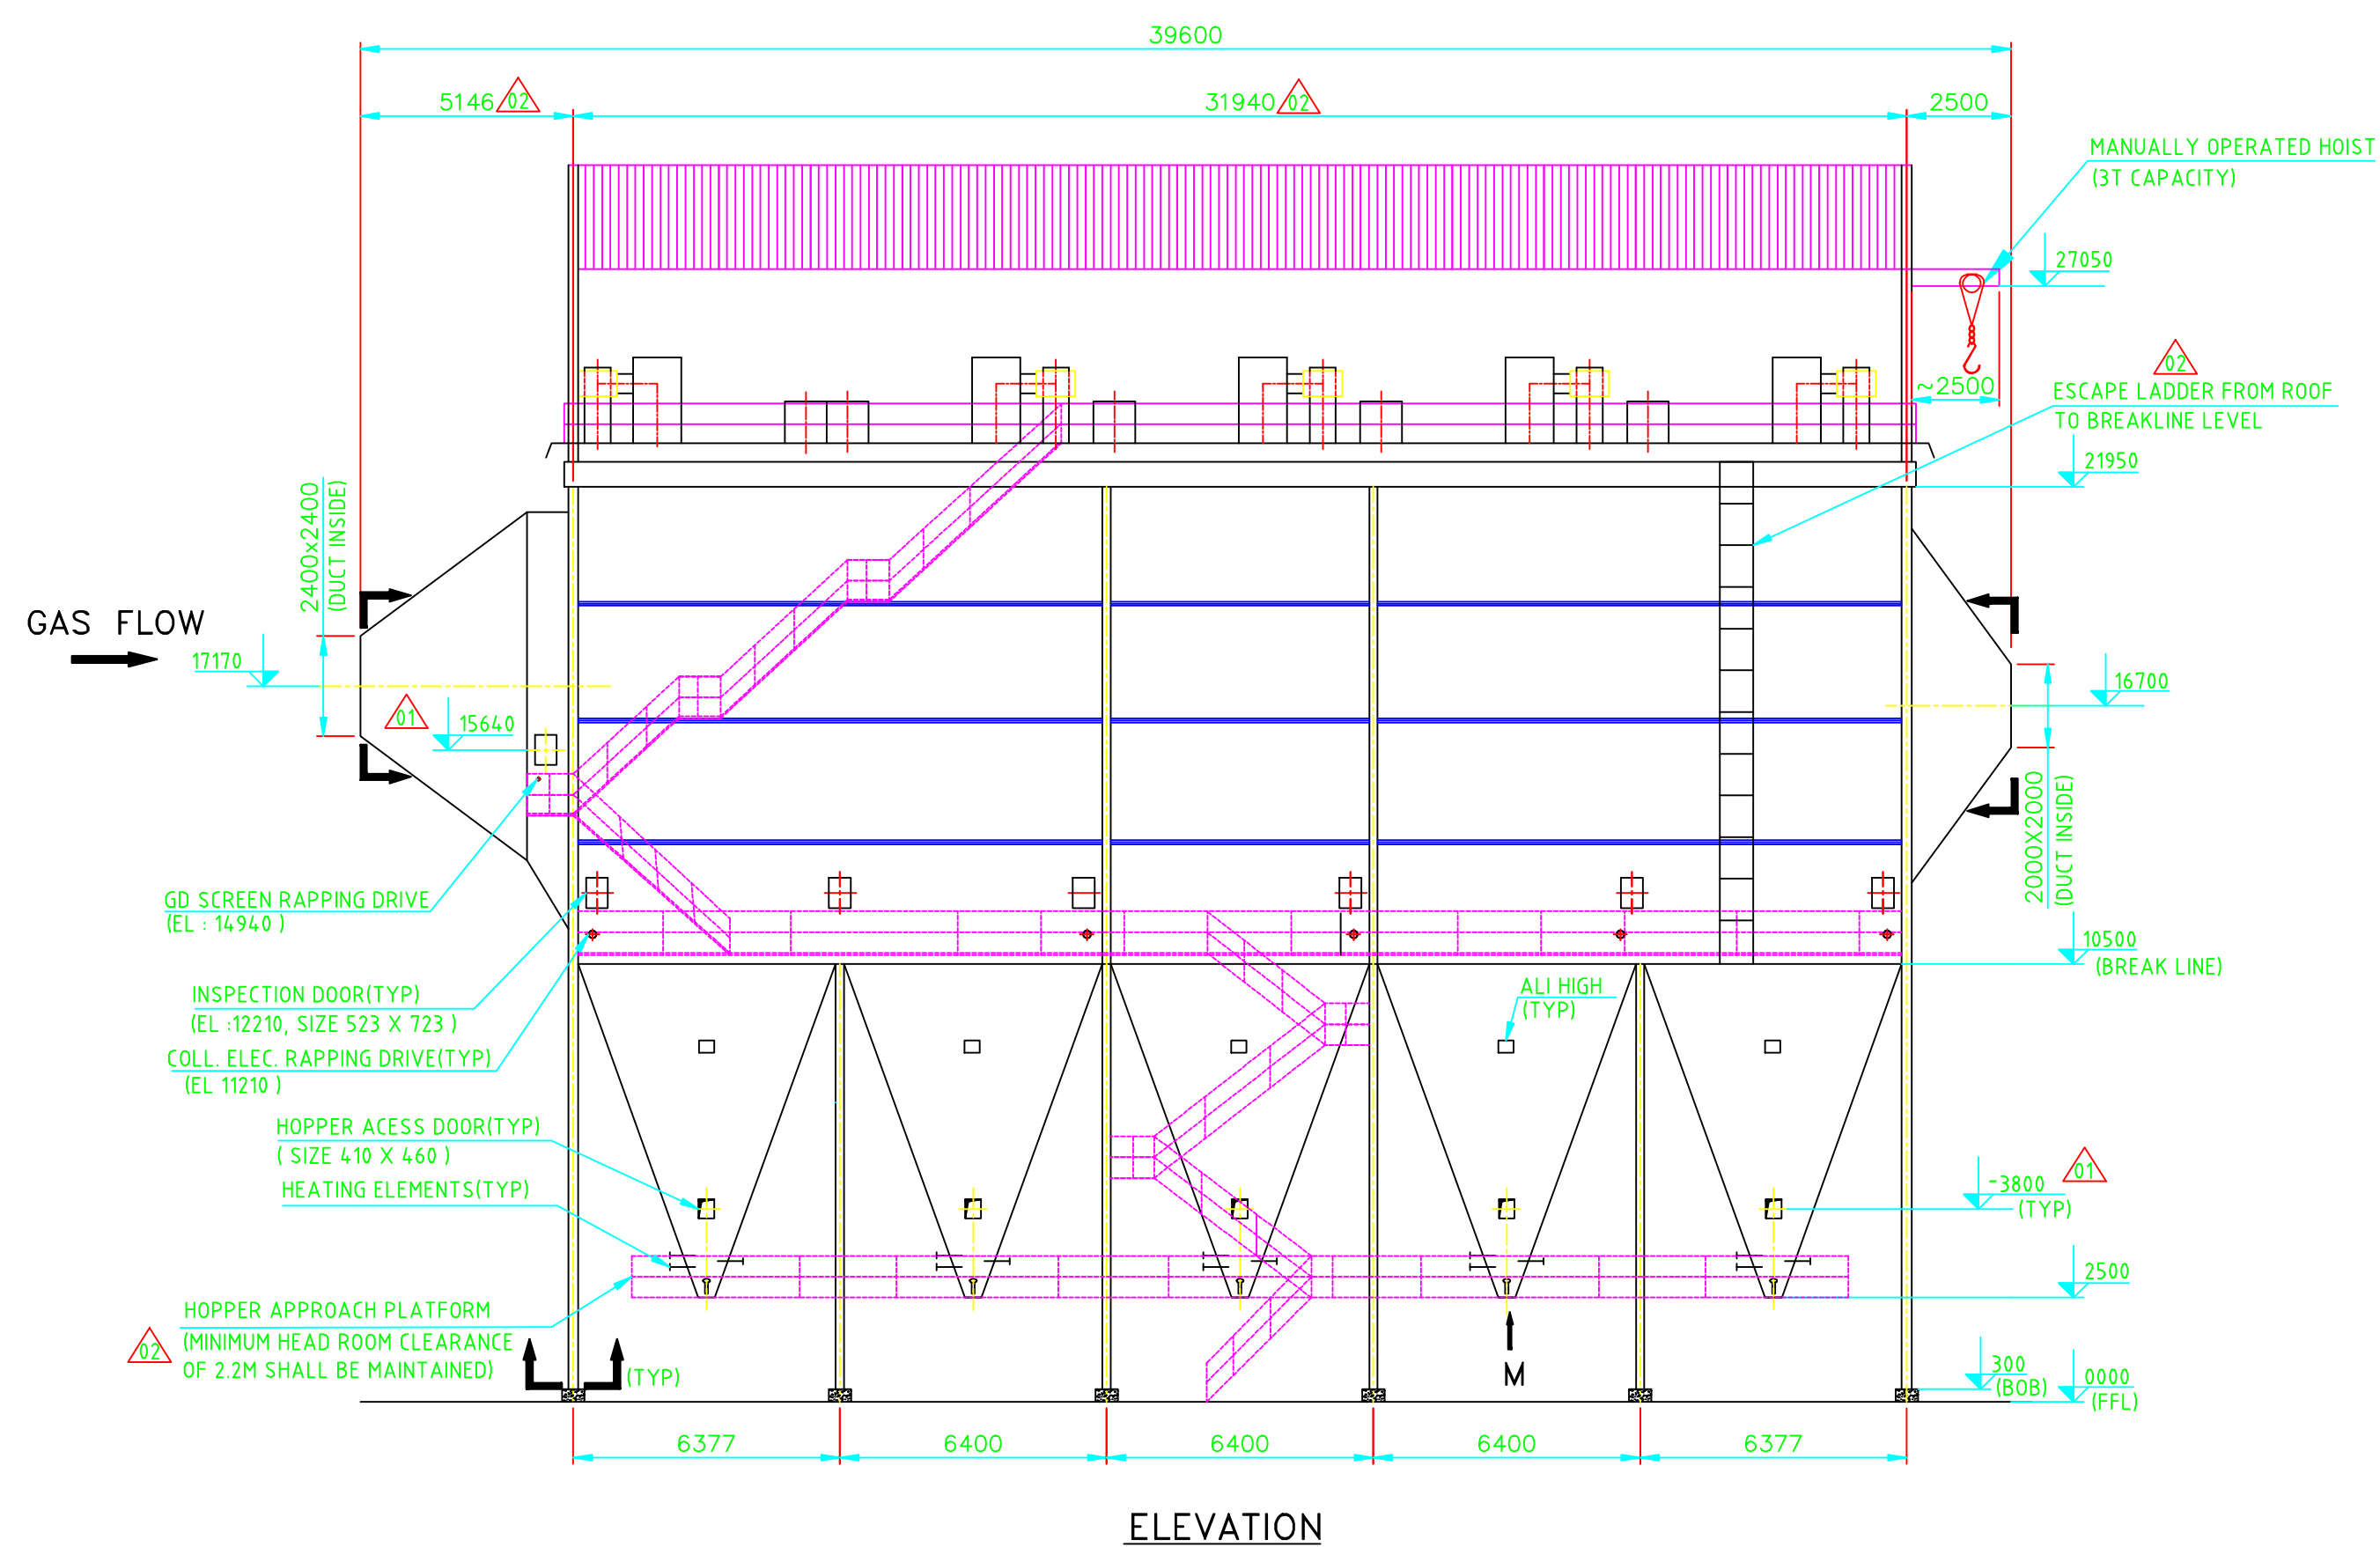 39600
5146
02
31940
02
2500
MANUALLY OPERATED HOIST
(3T CAPACITY)
27050
02
~2500
ESCAPE LADDER FROM ROOF
TO BREAKLINE LEVEL
21950
2400x2400
(DUCT INSIDE)
GAS FLOW
17170
01
15640
16700
2000X2000
(DUCT INSIDE)
GD SCREEN RAPPING DRIVE
(EL : 14940 )
10500
(BREAK LINE)
INSPECTION DOOR(TYP)
(EL :12210, SIZE 523 X 723 )
ALI HIGH
(TYP)
COLL. ELEC. RAPPING DRIVE(TYP)
(EL 11210 )
HOPPER ACESS DOOR(TYP)
( SIZE 410 X 460 )
HEATING ELEMENTS(TYP)
~3800
(TYP)
01
2500
HOPPER APPROACH PLATFORM
(MINIMUM HEAD ROOM CLEARANCE
OF 2.2M SHALL BE MAINTAINED)
02
(TYP)
M
300
(BOB)
0000
(FFL)
6377
6400
6400
6400
6377
ELEVATION